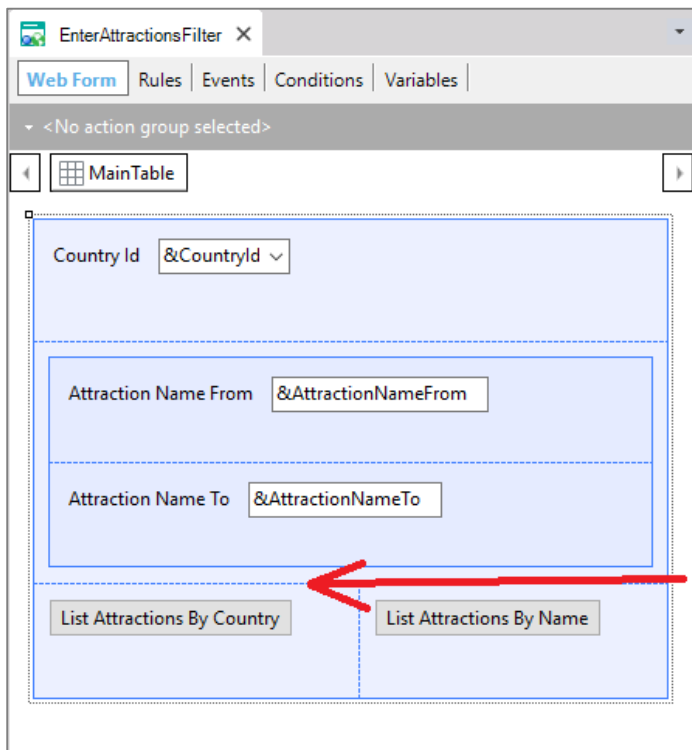 EnterAttractionsFilter
Web Form Rules Events Conditions Variables
<No action group selected>
MainTable
Country Id &CountryId
Attraction Name From &AttractionNameFrom
Attraction Name To &AttractionNameTo
List Attractions By Country List Attractions By Name